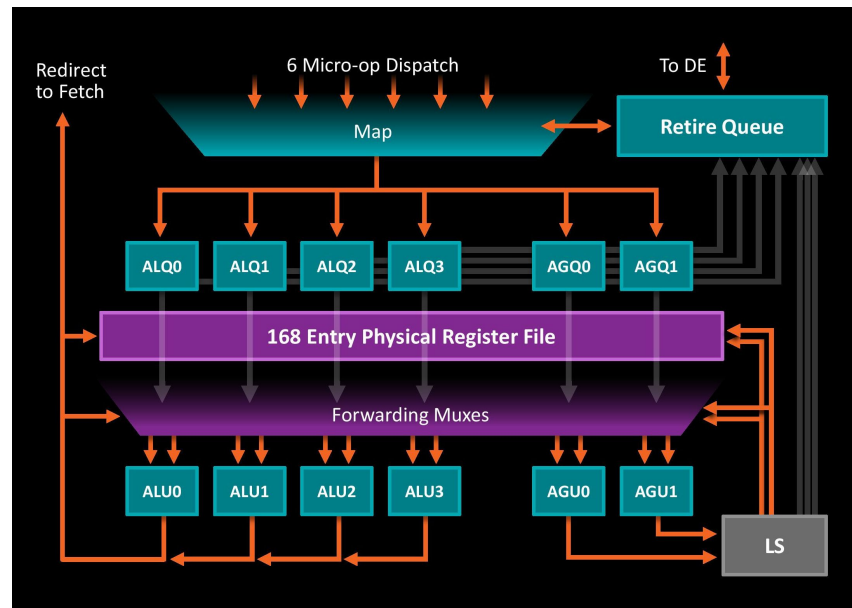 6 Micro-op Dispatch
To DE
Redirect
to Fetch
Map
Retire Queue
ALQ0
ALQ1
ALQ2
ALQ3
AGQ0
AGQ1
168 Entry Physical Register File
Forwarding Muxes
ALU0
ALU1
ALU2
ALU3
AGU0
AGU1
LS